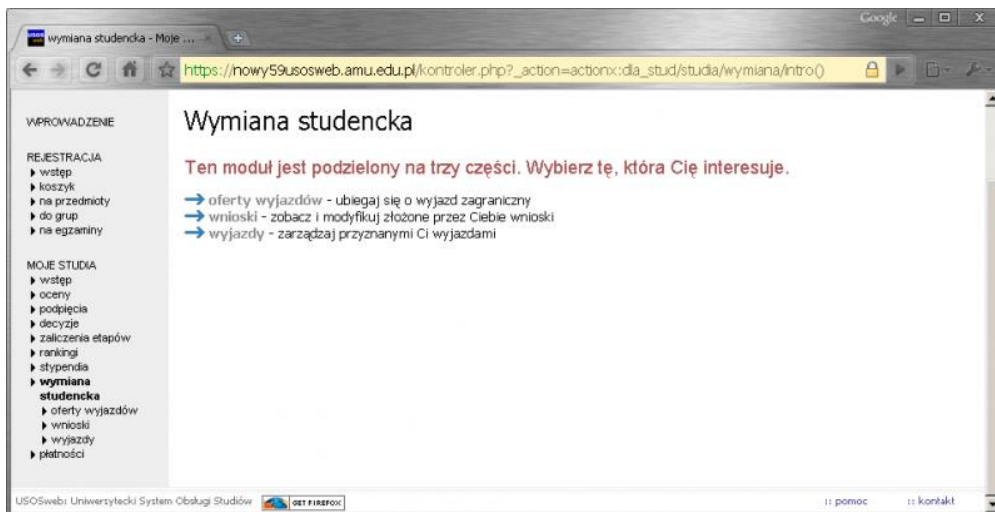 Google
wymiana studencka - Moje ...
https://nowy59usosweb.amu.edu.pl/kontroler.php?_action=actionx:dla_stud/studia/wymiana/intro()
WPROWADZENIE
REJESTRACJA
wstęp
koszyk
na przedmioty
do grup
na egzaminy
MOJE STUDIA
wstęp
oceny
podpięcia
decyzje
zaliczenia etapów
rankingi
stypendia
wymiana
studencka
oferty wyjazdów
wnioski
wyjazdy
płatności
Wymiana studencka
Ten moduł jest podzielony na trzy części. Wybierz tę, która Cię interesuje.
oferty wyjazdów - ubiegaj się o wyjazd zagraniczny
wnioski - zobacz i modyfikuj złożone przez Ciebie wnioski
wyjazdy - zarządzaj przyznanymi Ci wyjazdami
USOSweb: Uniwersytecki System Obsługi Studiów GET FIREFOX :: pomoc :: kontakt